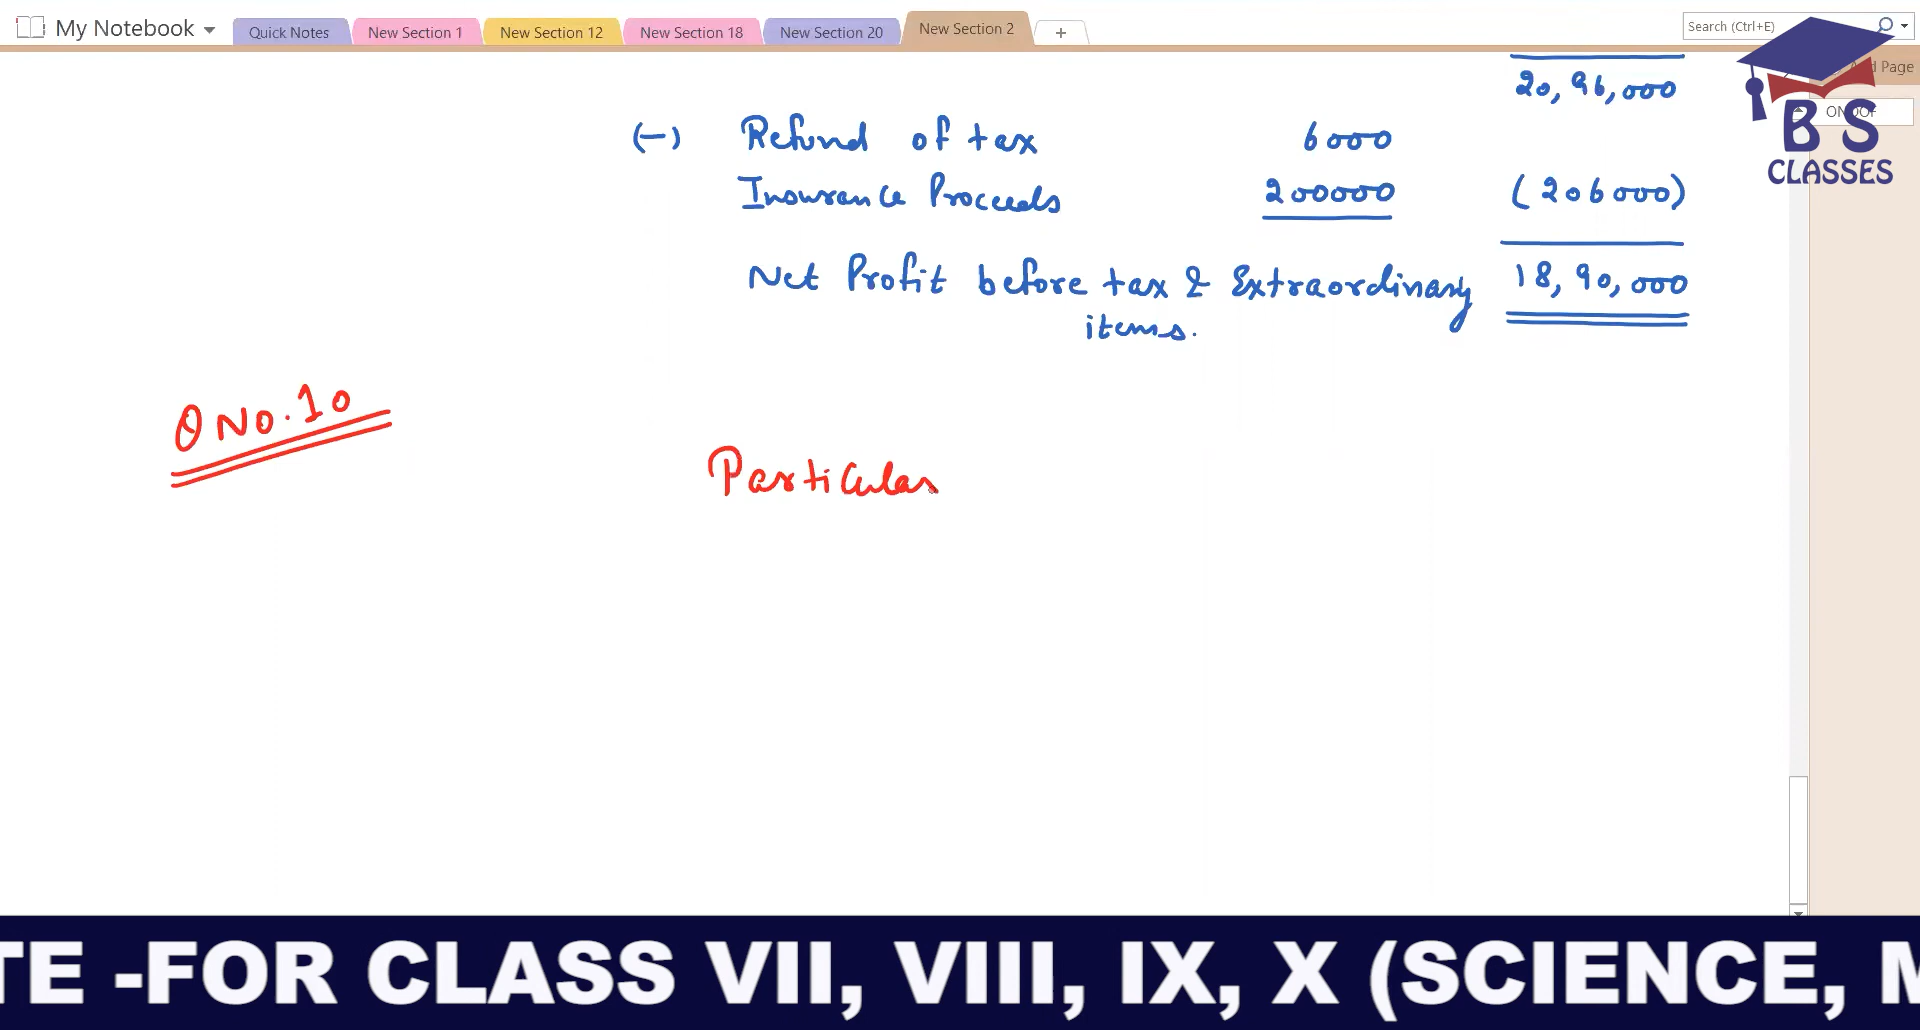 My Notebook Quick Notes New Section 1 New Section 12 New Section 18 New Section 20 New Section 2 + Search (Ctrl+E)
20,96,000 Page
BS
CLASSES
(-) Refund of tax 6000
Insurance Proceeds 200000 (206000)
Net Profit before tax & Extraordinary 18,90,000
items.
Q No. 10
Particular
TE -FOR CLASS VII, VIII, IX, X (SCIENCE, M